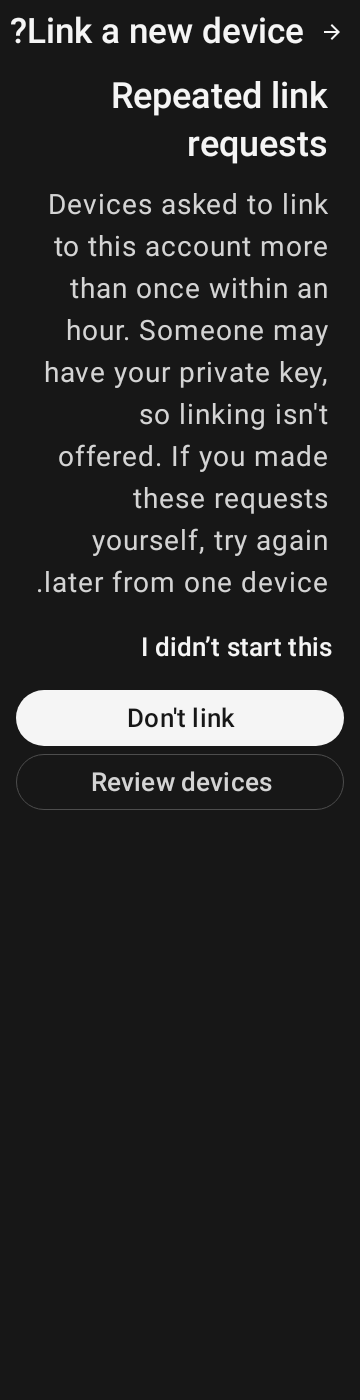 Link a new device?
Repeated link
requests
Devices asked to link
to this account more
than once within an
hour. Someone may
have your private key,
so linking isn't
offered. If you made
these requests
yourself, try again
later from one device.
I didn’t start this
Don't link
Review devices